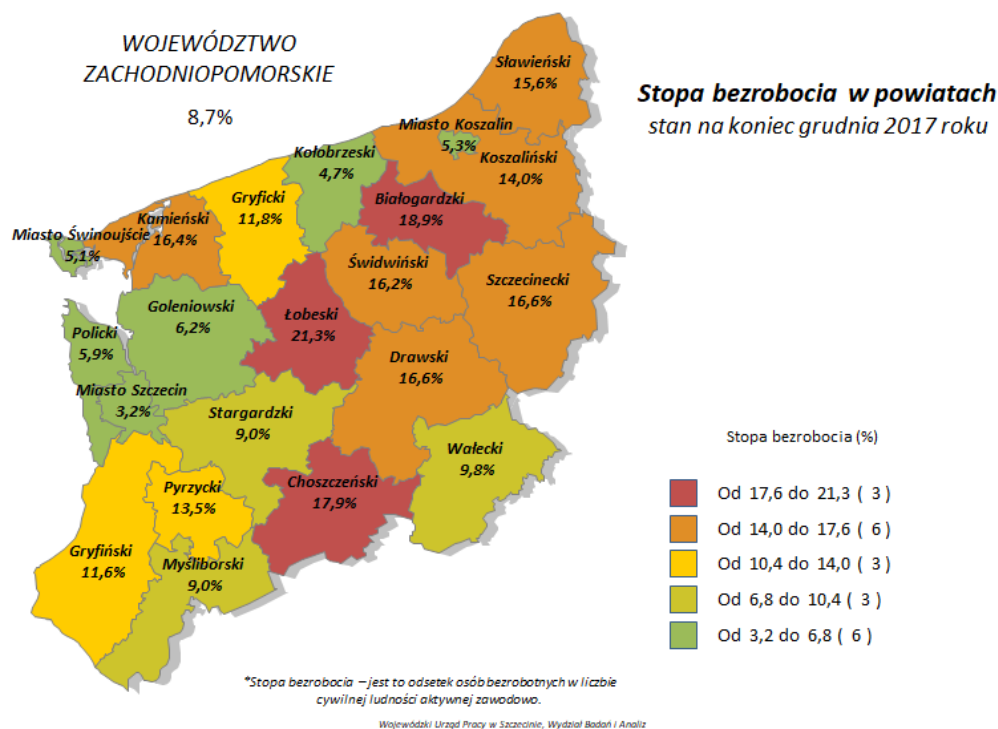 WOJEWÓDZTWO
ZACHODNIOPOMORSKIE
8,7%
Stopa bezrobocia w powiatach
stan na koniec grudnia 2017 roku
Sławieński
15,6%
Miasto Koszalin
5,3%
Koszaliński
14,0%
Kołobrzeski
4,7%
Białogardzki
18,9%
Gryficki
11,8%
Kamieński
16,4%
Miasto Świnoujście
5,1%
Świdwiński
16,2%
Szczecinecki
16,6%
Goleniowski
6,2%
Łobeski
21,3%
Policki
5,9%
Drawski
16,6%
Miasto Szczecin
3,2%
Stargardzki
9,0%
Wałecki
9,8%
Choszczeński
17,9%
Pyrzycki
13,5%
Gryfiński
11,6%
Myśliborski
9,0%
Stopa bezrobocia (%)
Od 17,6 do 21,3 ( 3 )
Od 14,0 do 17,6 ( 6 )
Od 10,4 do 14,0 ( 3 )
Od 6,8 do 10,4 ( 3 )
Od 3,2 do 6,8 ( 6 )
*Stopa bezrobocia – jest to odsetek osób bezrobotnych w liczbie
cywilnej ludności aktywnej zawodowo.
Wojewódzki Urząd Pracy w Szczecinie, Wydział Badań i Analiz